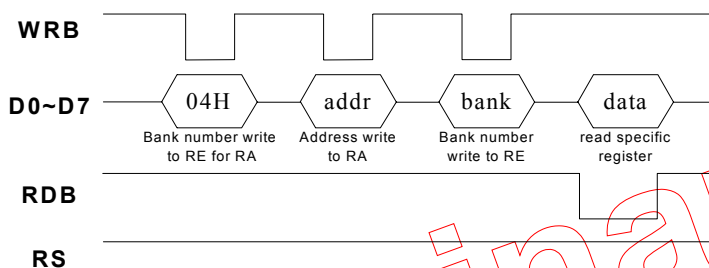 WRB
D0~D7
04H addr bank data
Bank number write Address write Bank number read specific
to RE for RA to RA write to RE register
RDB
RS